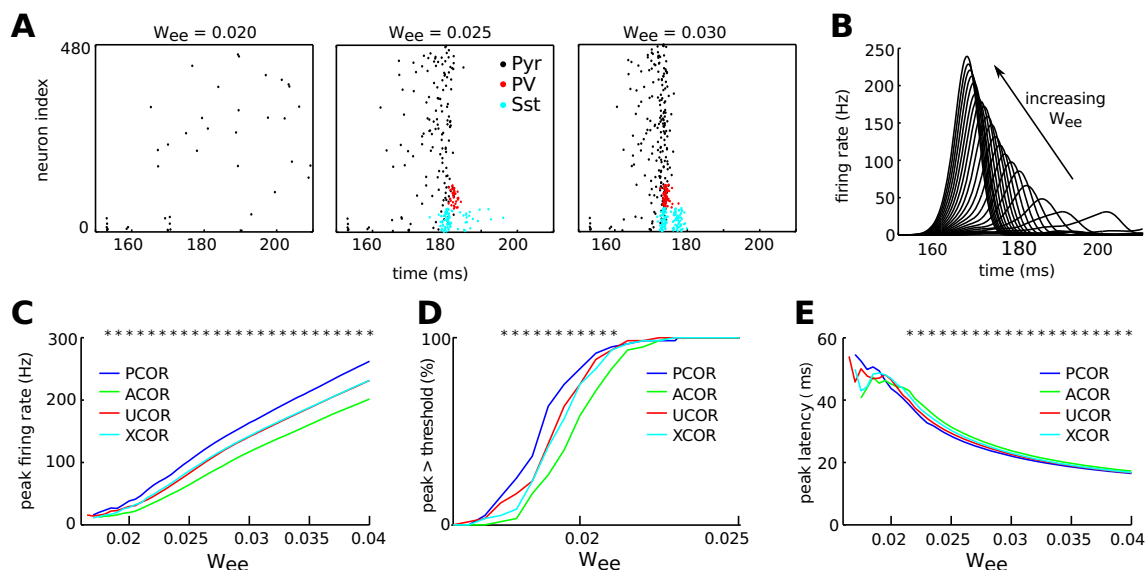 A
Wee = 0.020
Wee = 0.025
Wee = 0.030
480
0
neuron index
Pyr
PV
Sst
160 180 200
160 180 200
160 180 200
time (ms)
B
250
200
150
100
50
0
firing rate (Hz)
increasing
Wee
160 180 200
time (ms)
C
* * * * * * * * * * * * * * * * * * * * * * * * *
300
200
100
0
peak firing rate (Hz)
PCOR
ACOR
UCOR
XCOR
0.02 0.025 0.03 0.035 0.04
Wee
D
* * * * * * * * * * *
100
0
peak> threshold (%)
PCOR
ACOR
UCOR
XCOR
0.02 0.025
Wee
E
* * * * * * * * * * * * * * * * * * *
60
40
20
0
peak latency (ms)
PCOR
ACOR
UCOR
XCOR
0.02 0.025 0.03 0.035 0.04
Wee